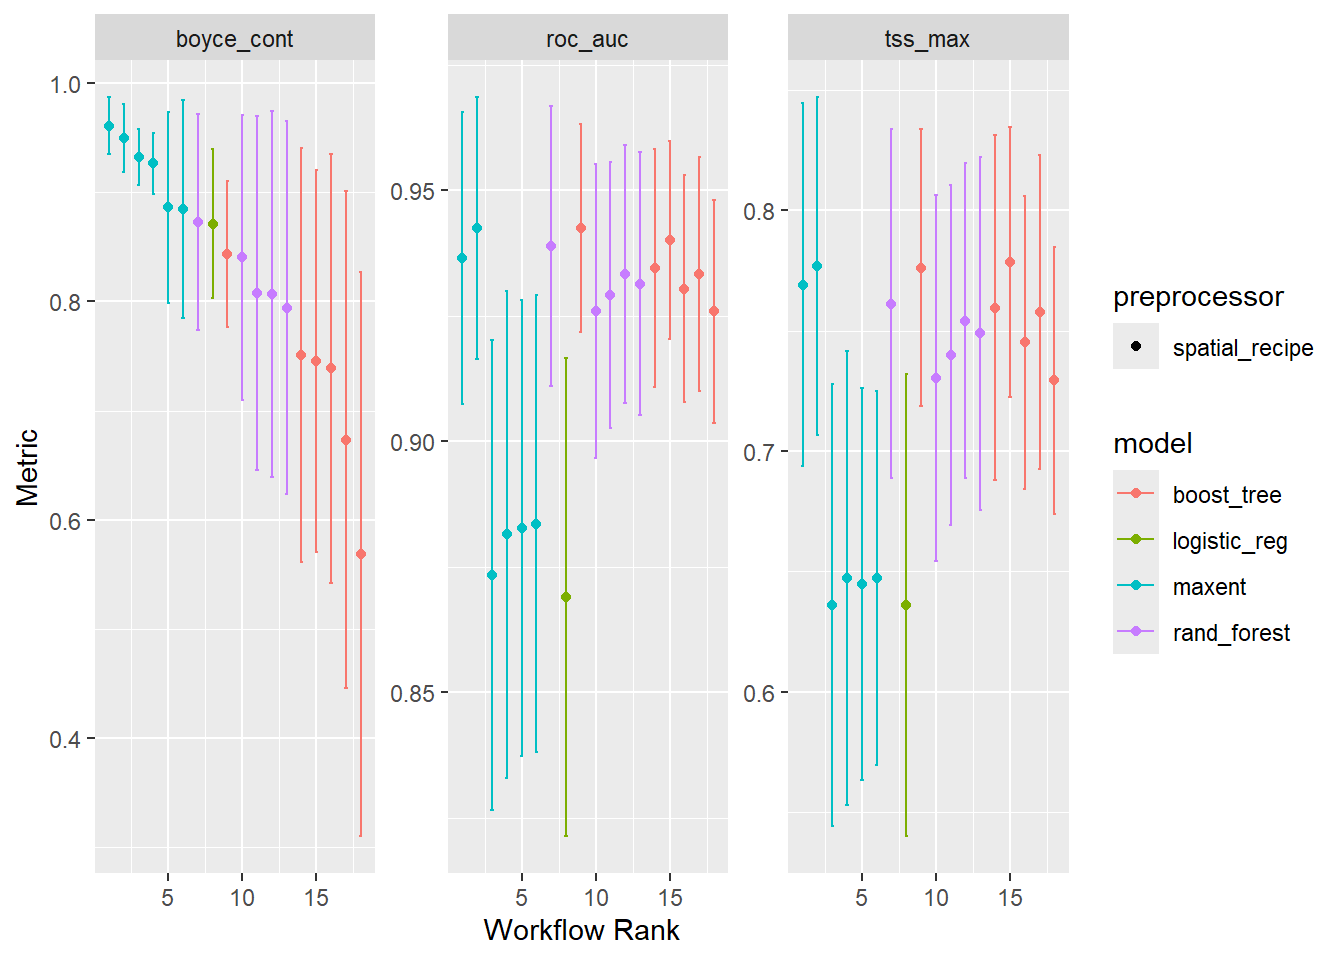 boyce_cont
roc_auc
tss_max
1.0
0.8
0.6
0.4
0.95
0.90
0.85
0.8
0.7
0.6
5
10
15
5
10
15
5
10
15
Metric
Workflow Rank
preprocessor
spatial_recipe
model
boost_tree
logistic_reg
maxent
rand_forest